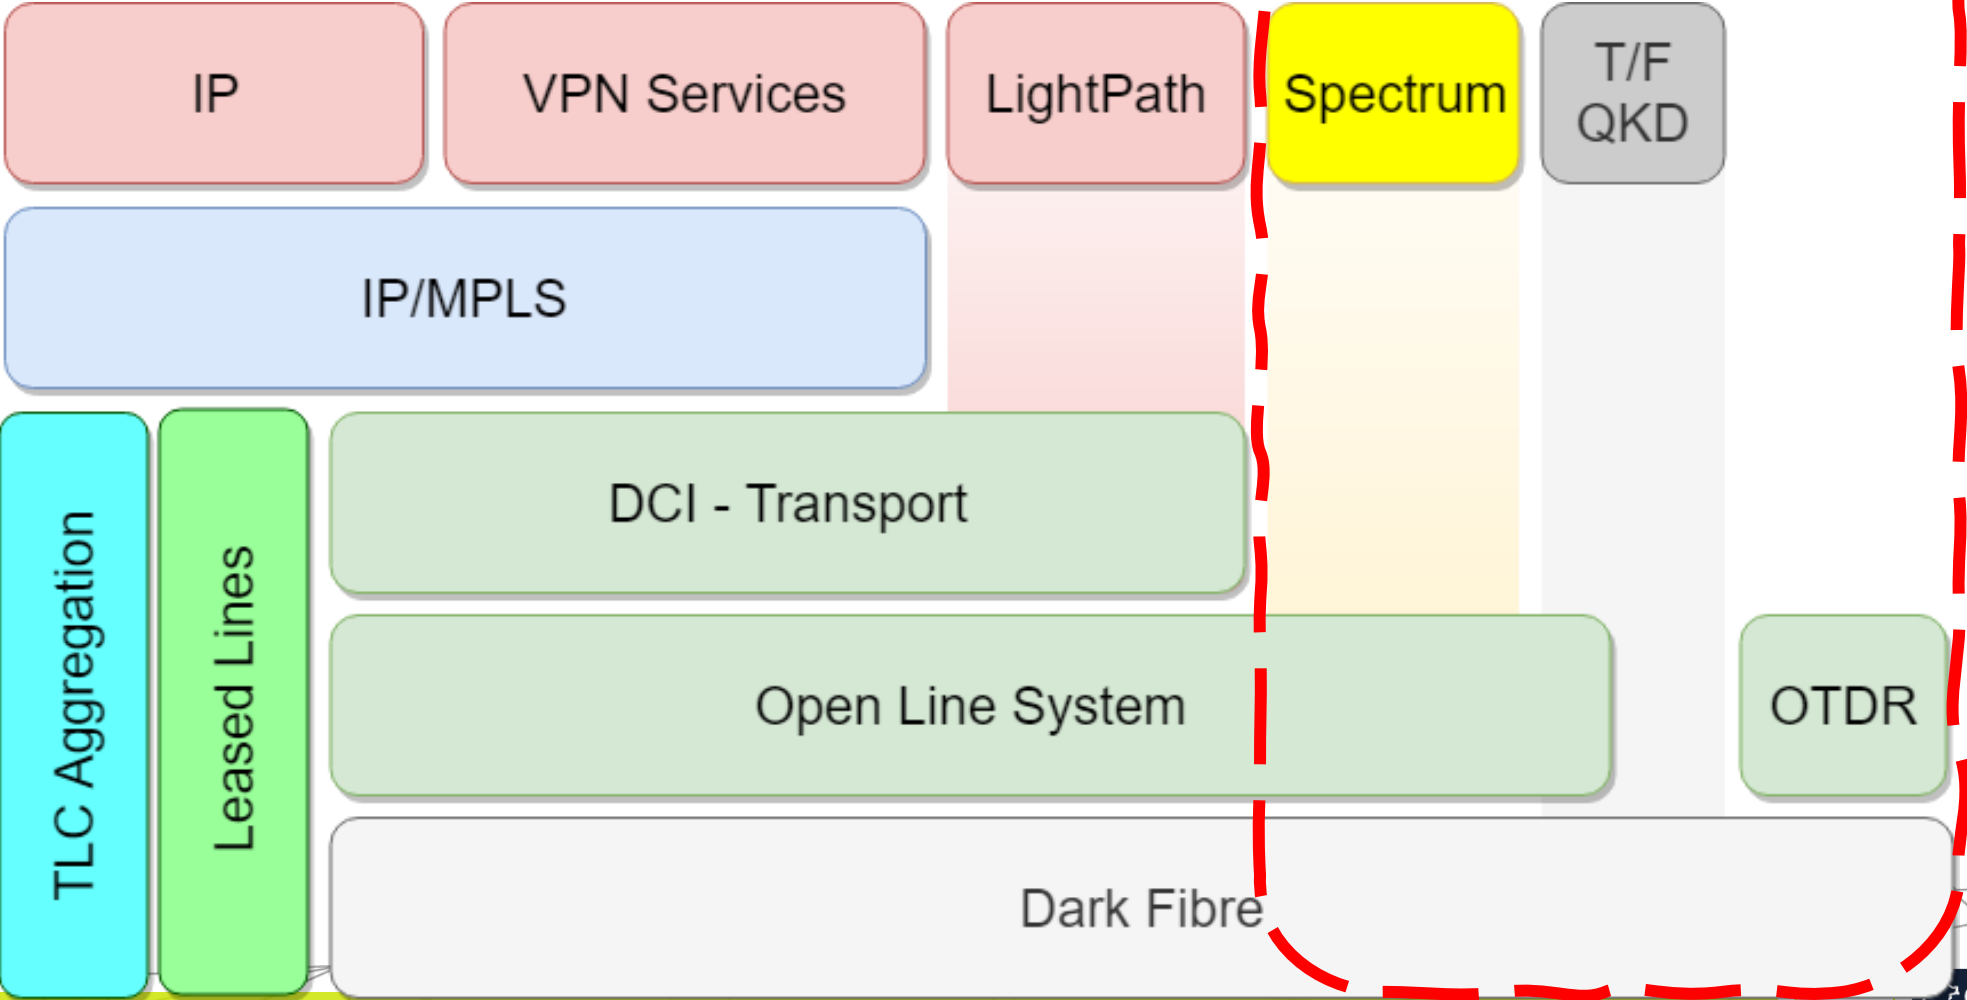 IP
VPN Services
LightPath
Spectrum
T/F
QKD
IP/MPLS
TLC Aggregation
Leased Lines
DCI - Transport
Open Line System
OTDR
Dark Fibre